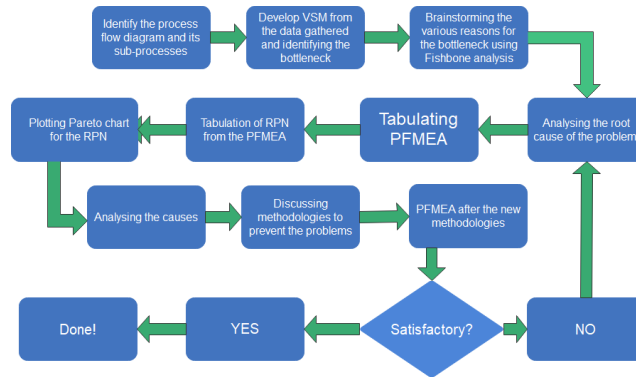 Identify the process
flow diagram and its
sub-processes
Develop VSM from
the data gathered
and identifying the
bottleneck
Brainstorming the
various reasons for
the bottleneck using
Fishbone analysis
Plotting Pareto chart
for the RPN
Tabulation of RPN
from the PFMEA
Tabulating
PFMEA
Analysing the root
cause of the problem
Analysing the causes
Discussing
methodologies to
prevent the problems
PFMEA after the new
methodologies
Done!
YES
Satisfactory?
NO